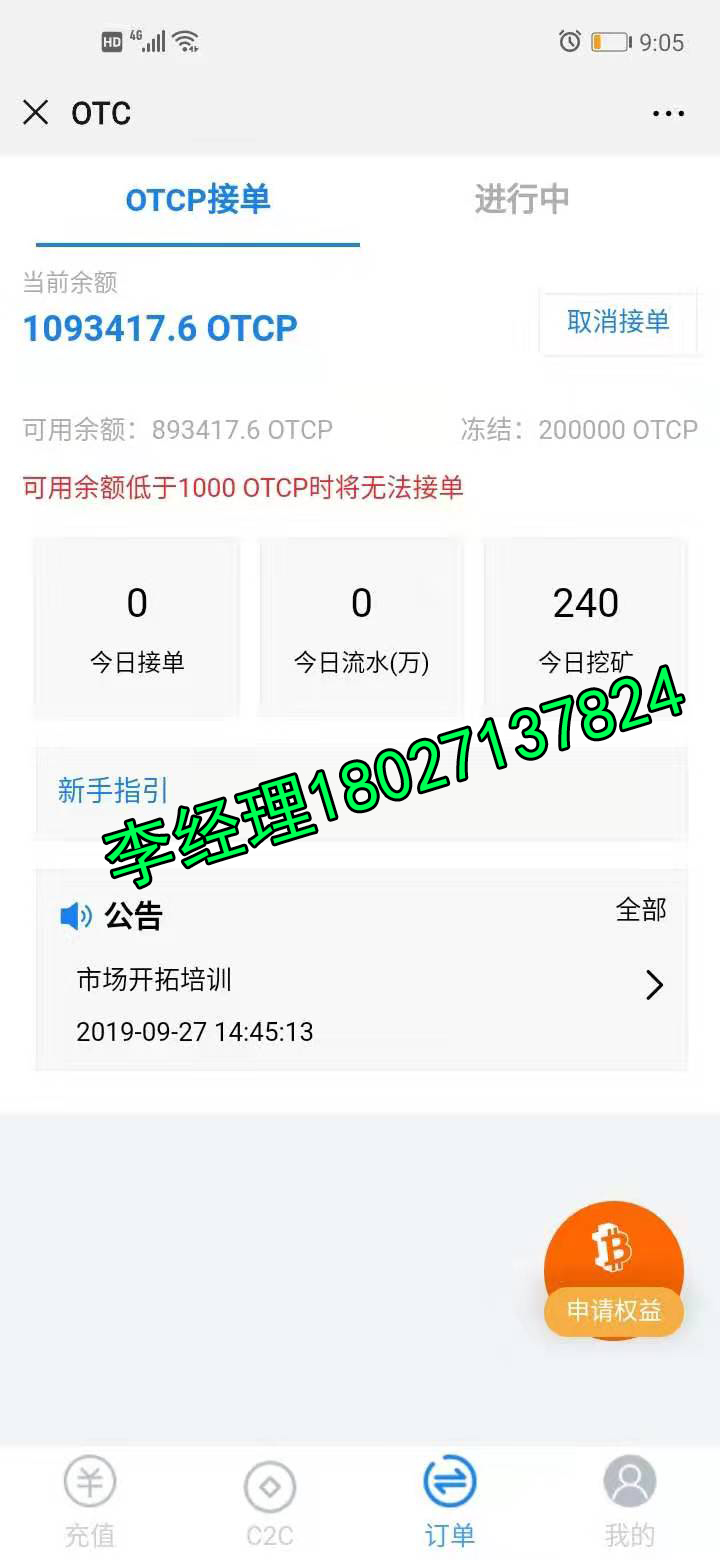 HD 4G 9:05
OTC
OTCP接单 进行中
当前余额
1093417.6 OTCP
取消接单
可用余额：893417.6 OTCP 冻结：200000 OTCP
可用余额低于1000 OTCP时将无法接单
0 0 240
今日接单 今日流水(万) 今日挖矿
李经理18027137824
新手指引
公告 全部
市场开拓培训
2019-09-27 14:45:13
申请权益
充值 C2C 订单 我的